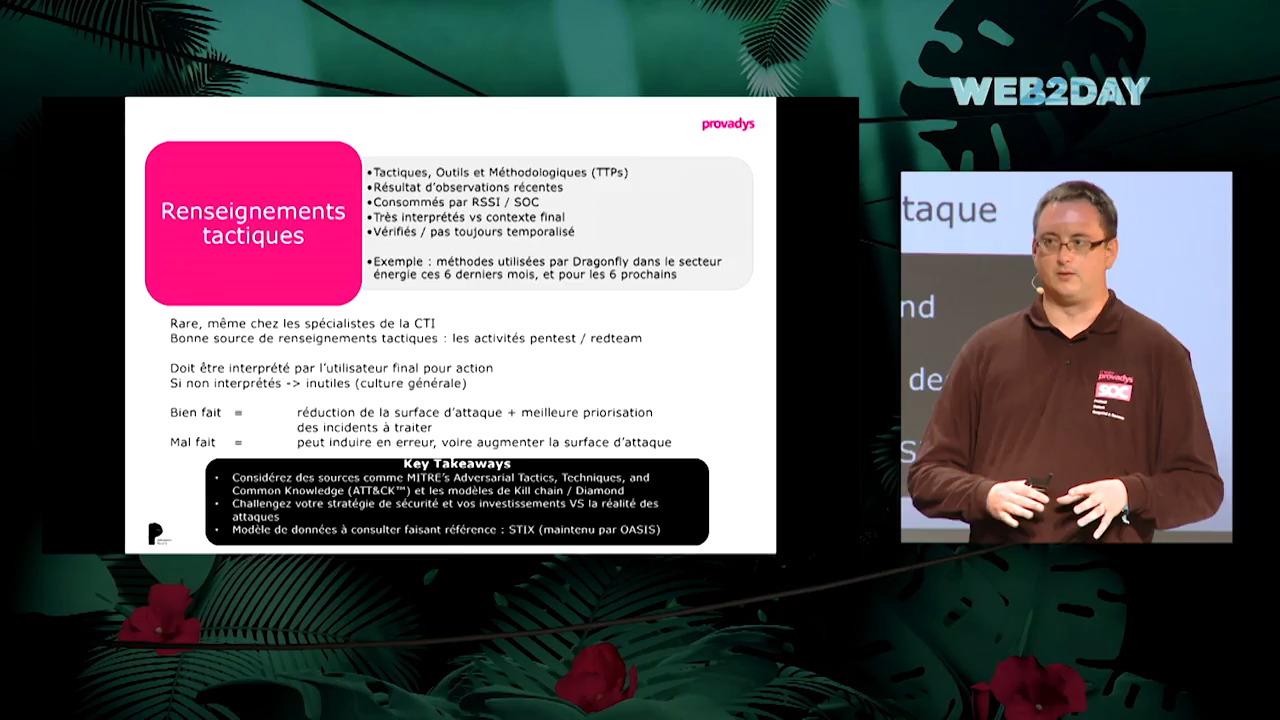 WEB2DAY
provadys
Renseignements
tactiques
•Tactiques, Outils et Méthodologiques (TTPs)
•Résultat d'observations récentes
•Consommés par RSSI / SOC
•Très interprétés vs contexte final
•Vérifiés / pas toujours temporalisé
•Exemple : méthodes utilisées par Dragonfly dans le secteur
énergie ces 6 derniers mois, et pour les 6 prochains
Rare, même chez les spécialistes de la CTI
Bonne source de renseignements tactiques : les activités pentest / redteam
Doit être interprété par l'utilisateur final pour action
Si non interprétés -> inutiles (culture générale)
Bien fait = réduction de la surface d'attaque + meilleure priorisation
des incidents à traiter
Mal fait = peut induire en erreur, voire augmenter la surface d'attaque
Key Takeaways
• Considérez des sources comme MITRE's Adversarial Tactics, Techniques, and
Common Knowledge (ATT&CK™) et les modèles de Kill chain / Diamond
• Challengez votre stratégie de sécurité et vos investissements VS la réalité des
attaques
• Modèle de données à consulter faisant référence : STIX (maintenu par OASIS)
taque
nd
de
s
provadys
SOC